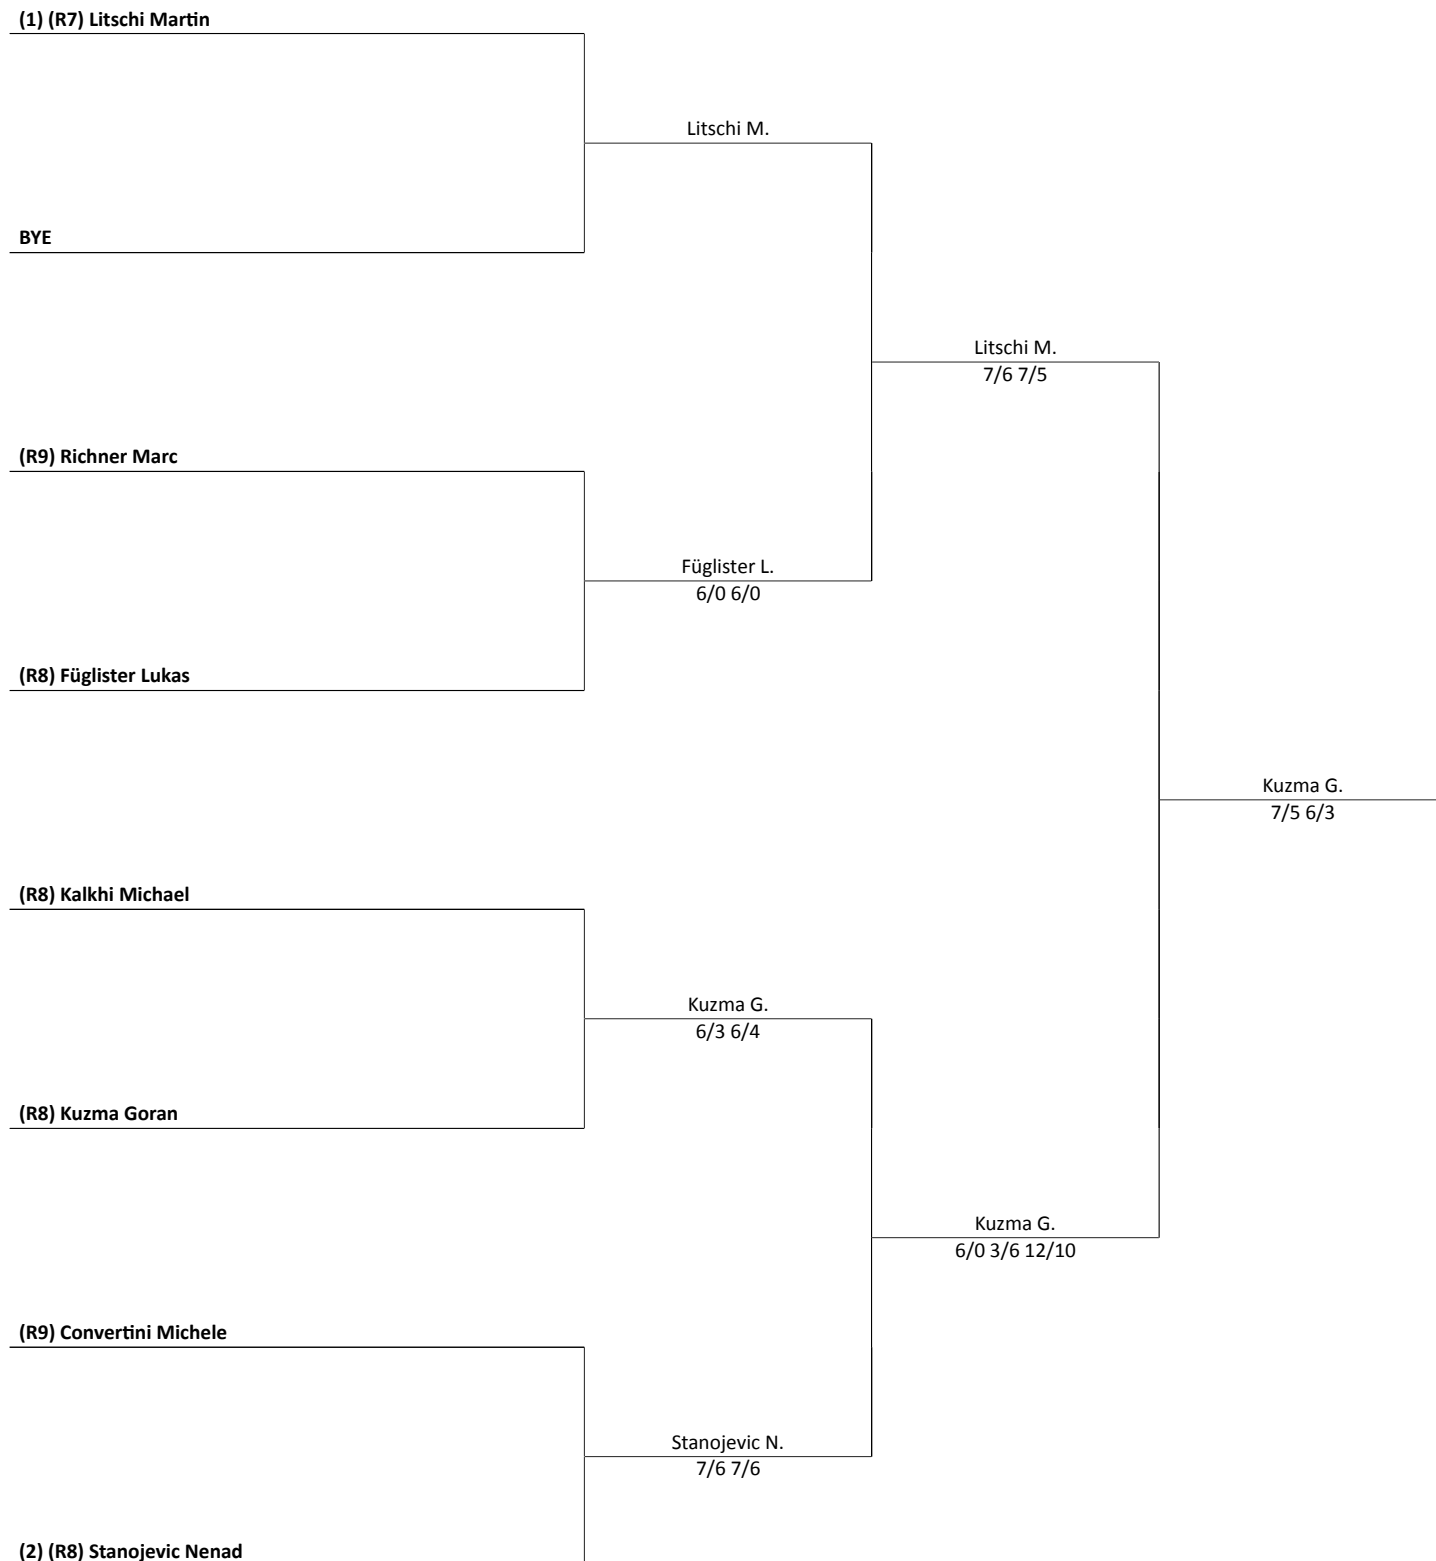 (1) (R7) Litschi Martin
Litschi M.
BYE
Litschi M.
7/6 7/5
(R9) Richner Marc
Füglister L.
6/0 6/0
(R8) Füglister Lukas
Kuzma G.
7/5 6/3
(R8) Kalkhi Michael
Kuzma G.
6/3 6/4
(R8) Kuzma Goran
Kuzma G.
6/0 3/6 12/10
(R9) Convertini Michele
Stanojevic N.
7/6 7/6
(2) (R8) Stanojevic Nenad